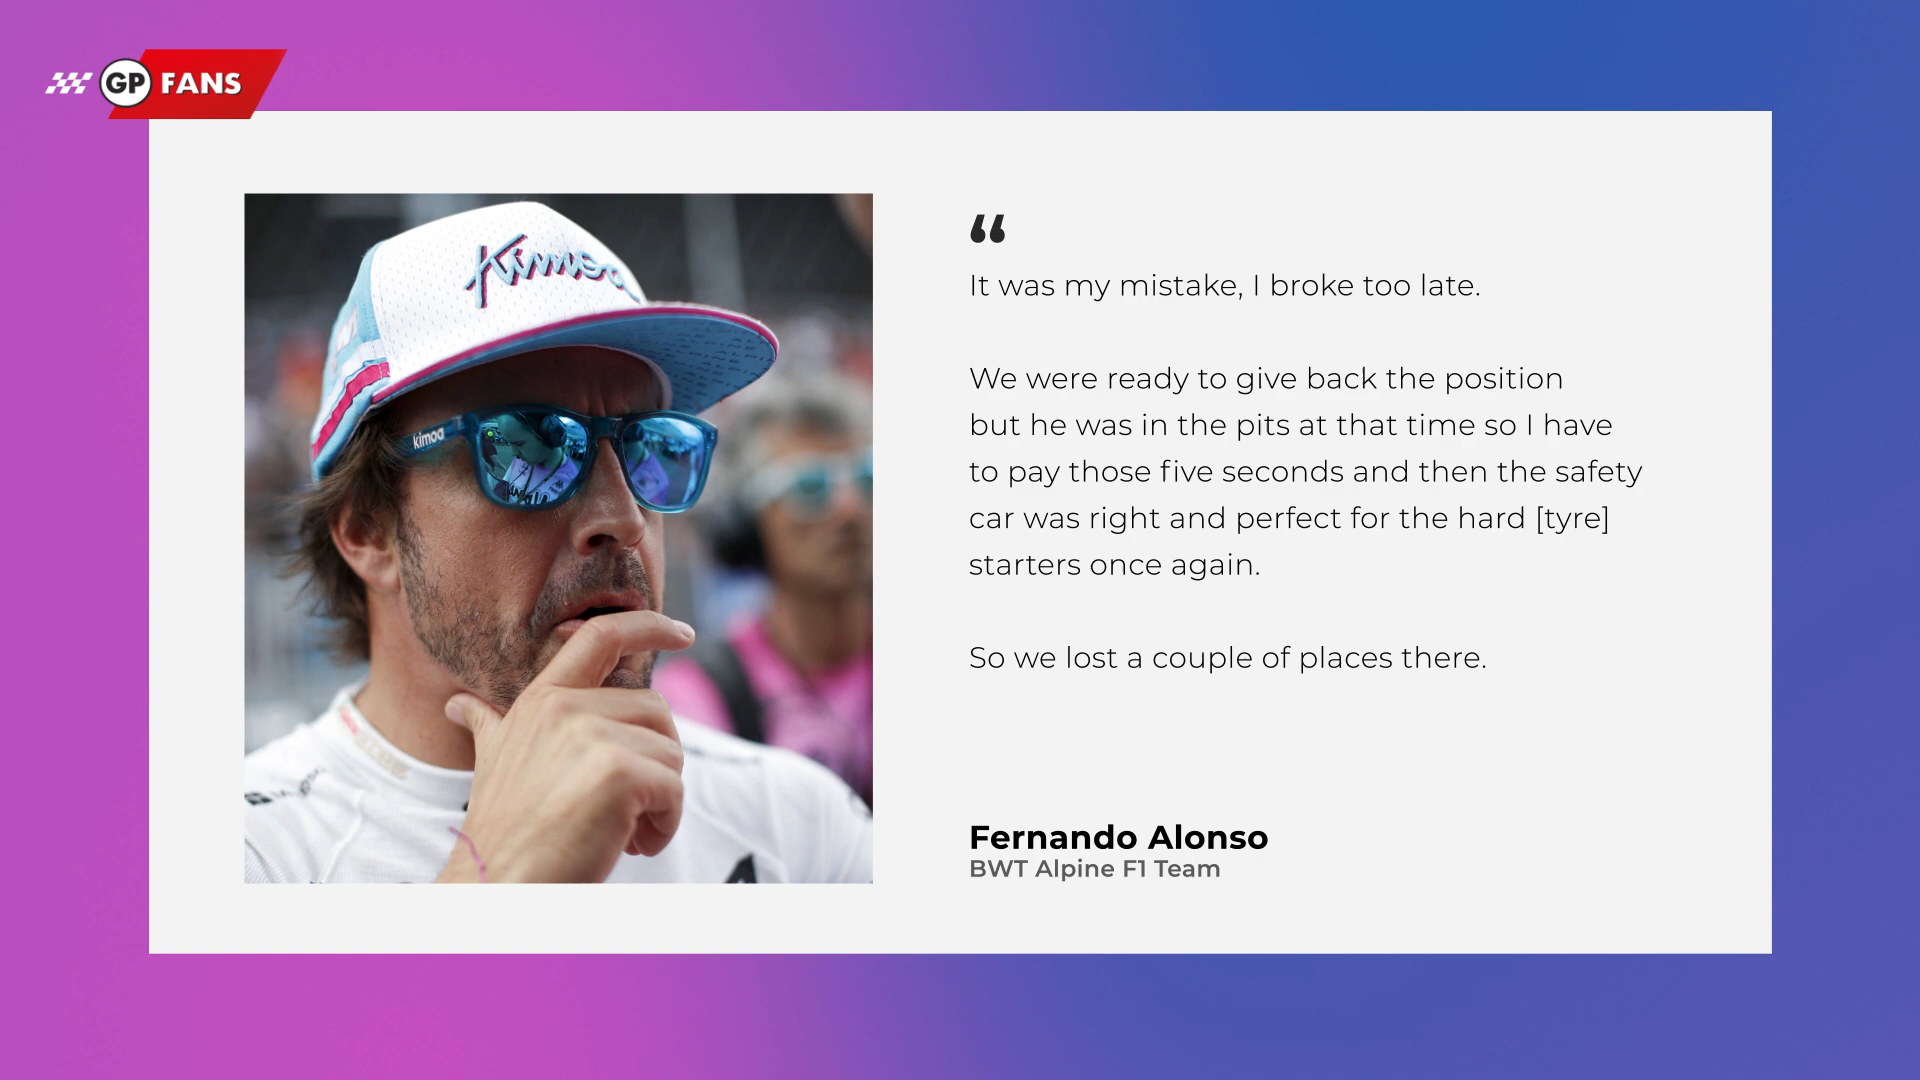 GP FANS
Kimoa
kimoa
“
It was my mistake, I broke too late.
We were ready to give back the position
but he was in the pits at that time so I have
to pay those five seconds and then the safety
car was right and perfect for the hard [tyre]
starters once again.
So we lost a couple of places there.
Fernando Alonso
BWT Alpine F1 Team